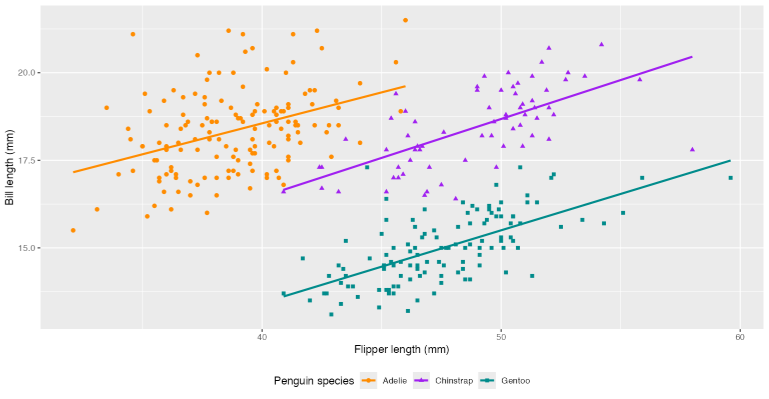 Bill length (mm)
20.0
17.5
15.0
40
50
60
Flipper length (mm)
Penguin species Adelie Chinstrap Gentoo